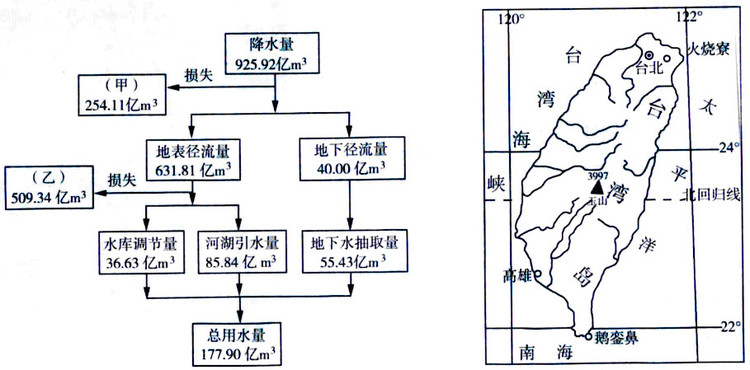 降水量
925.92亿m³
损失
(甲)
254.11亿m³
地表径流量
631.81亿m³
地下径流量
40.00亿m³
(乙)
509.34亿m³
损失
水库调节量
36.63亿m³
河湖引水量
85.84亿m³
地下水抽取量
55.43亿m³
总用水量
177.90亿m³
120°
122°
台
湾
海
峡
台北
火烧寮
太
平
洋
24°
台
湾
岛
3997
玉山
北回归线
高雄
22°
鹅銮鼻
南海